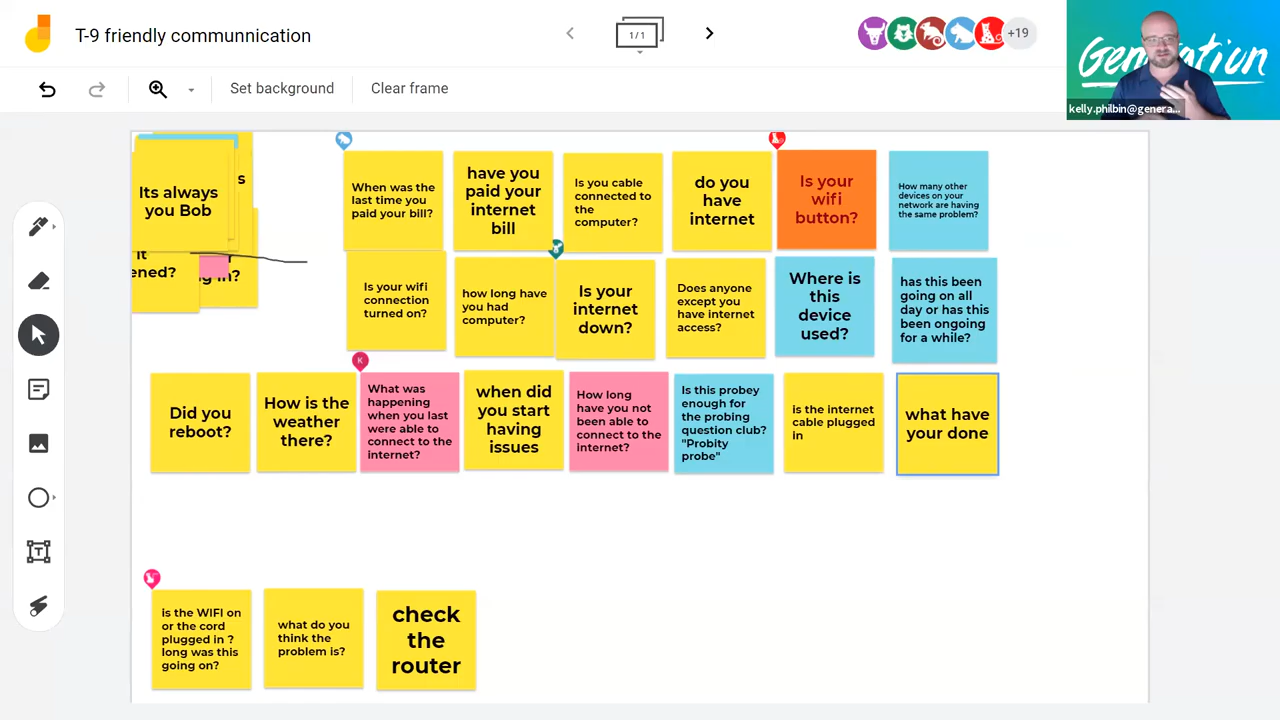 T-9 friendly communnication
1/1
+19
Generation
kelly.philbin@genera...
Set background
Clear frame
s
Its always
you Bob
it
ened?
g in?
When was the
last time you
paid your bill?
have you
paid your
internet
bill
Is you cable
connected to
the
computer?
do you
have
internet
Is your
wifi
button?
How many other
devices on your
network are having
the same problem?
Is your wifi
connection
turned on?
how long have
you had
computer?
Is your
internet
down?
Does anyone
except you
have internet
access?
Where is
this
device
used?
has this been
going on all
day or has this
been ongoing
for a while?
Did you
reboot?
How is the
weather
there?
K
What was
happening
when you last
were able to
connect to the
internet?
when did
you start
having
issues
How long
have you not
been able to
connect to the
internet?
Is this probey
enough for
the probing
question club?
"Probity
probe"
is the internet
cable plugged
in
what have
your done
is the WIFI on
or the cord
plugged in ?
long was this
going on?
what do you
think the
problem is?
check
the
router
T